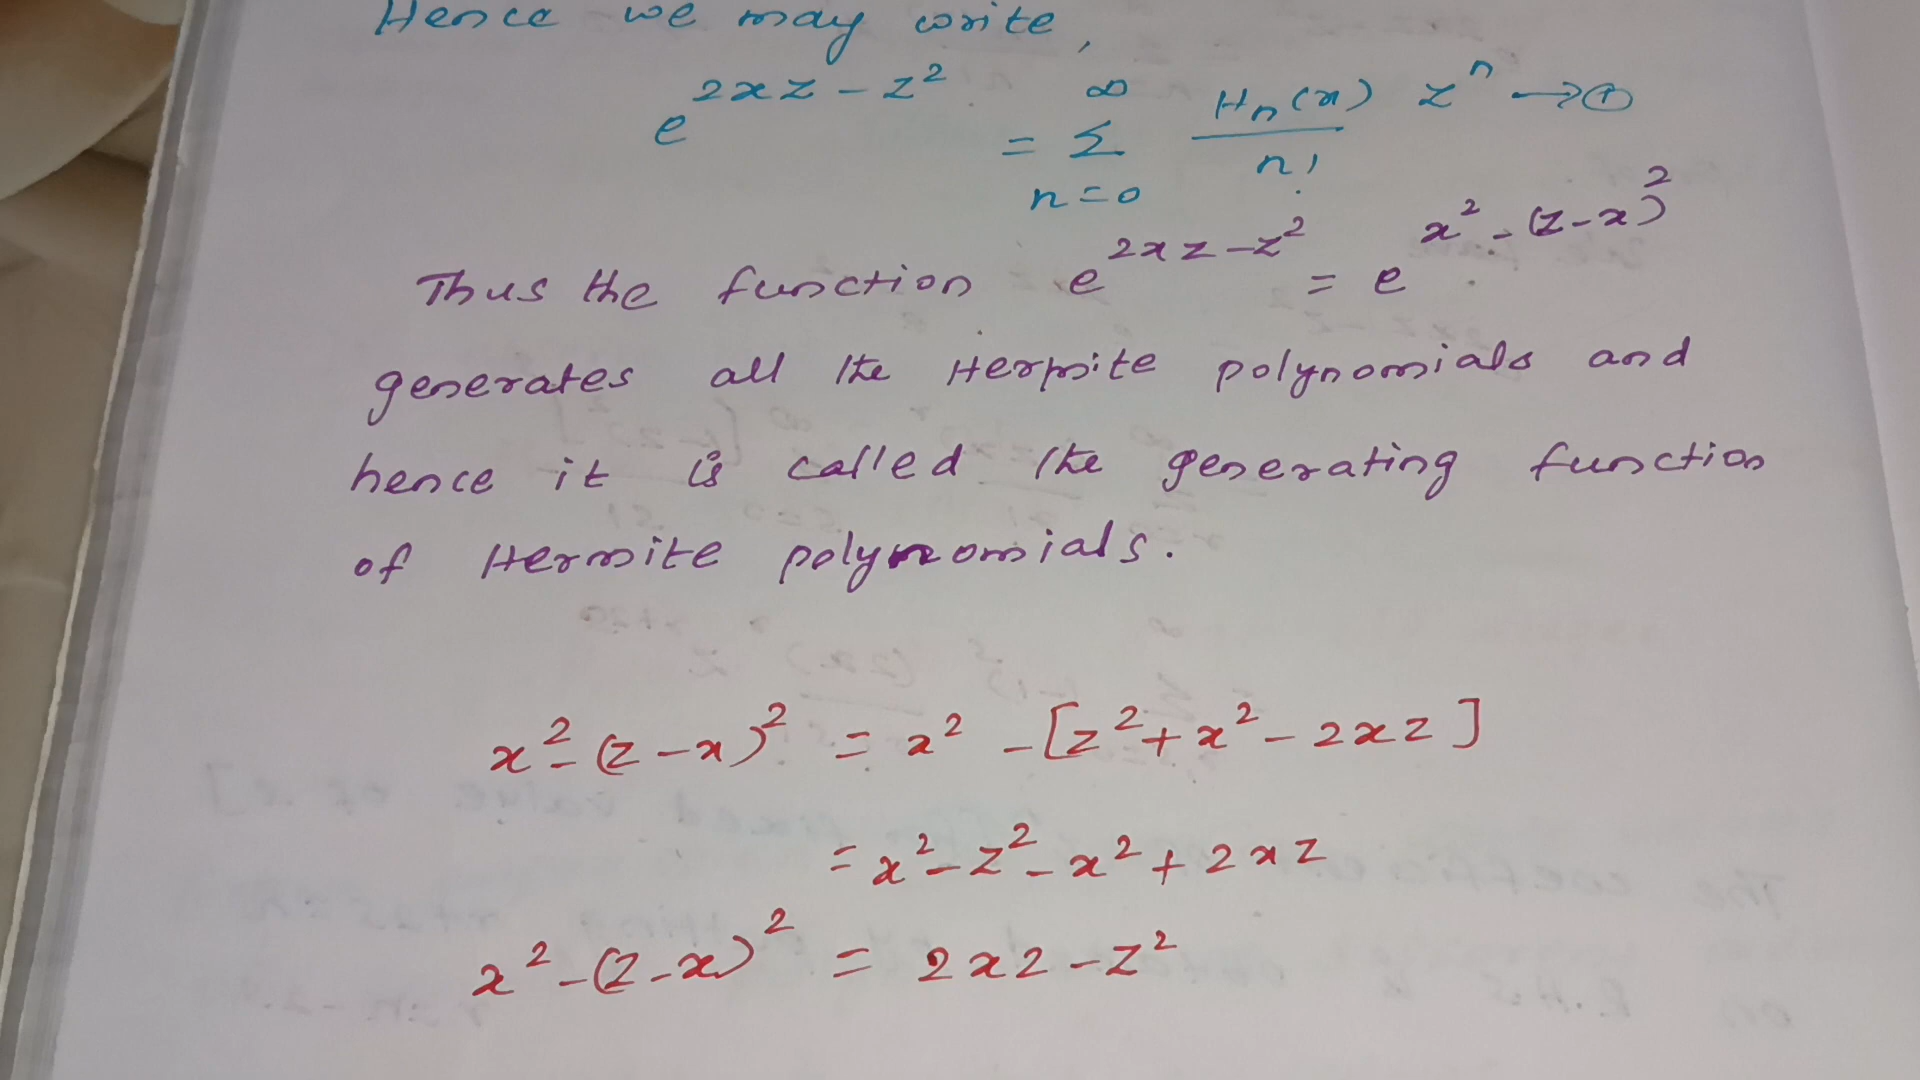 Hence we may write,
e^{2xz - z^2} = \sum_{n=0}^{∞} \frac{H_n(x)}{n!} z^n →①
Thus the function e^{2xz-z^2} = e^{x^2-(z-x)^2}
generates all the Hermite polynomials and
hence it is called the generating function
of Hermite polynomials.
x^2-(z-x)^2 = x^2 -[z^2+x^2-2xz]
= x^2-z^2-x^2+2xz
x^2-(z-x)^2 = 2xz-z^2